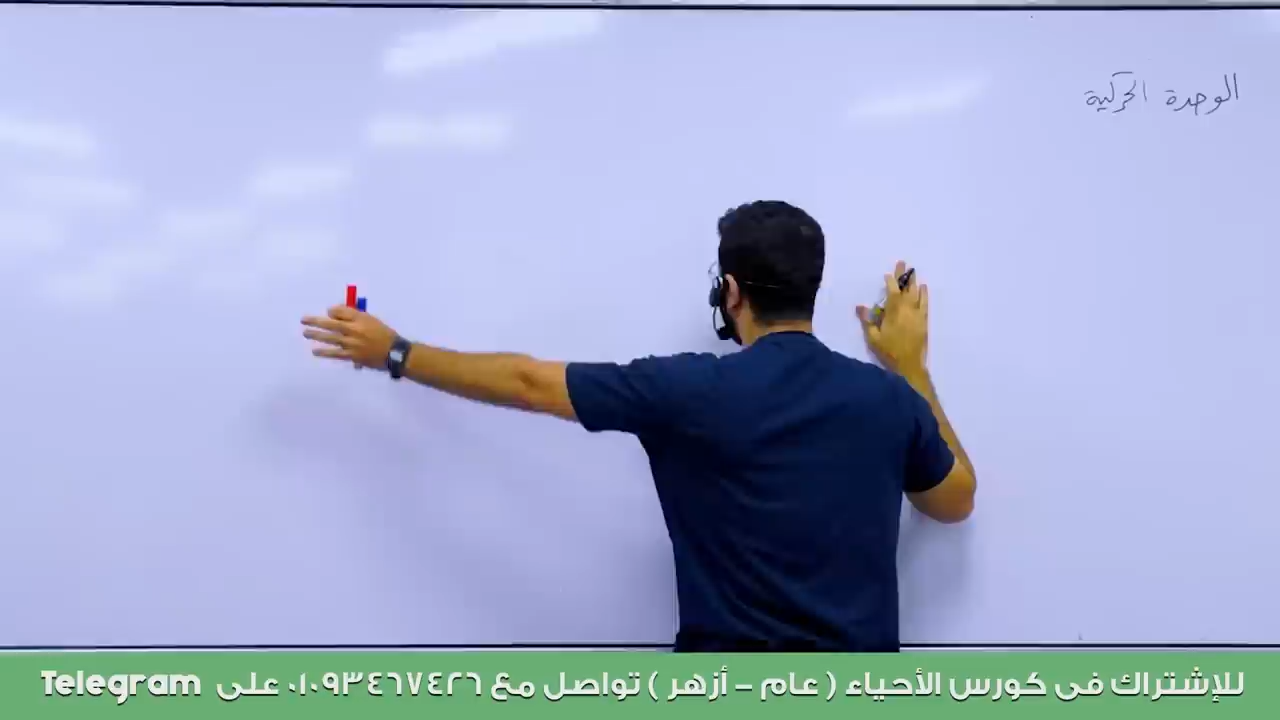 الوحدة الحركية
للإشتراك فى كورس الأحياء ( عام - أزهر ) تواصل مع ٠١٠٩٣٤٦٧٤٢٦ على Telegram